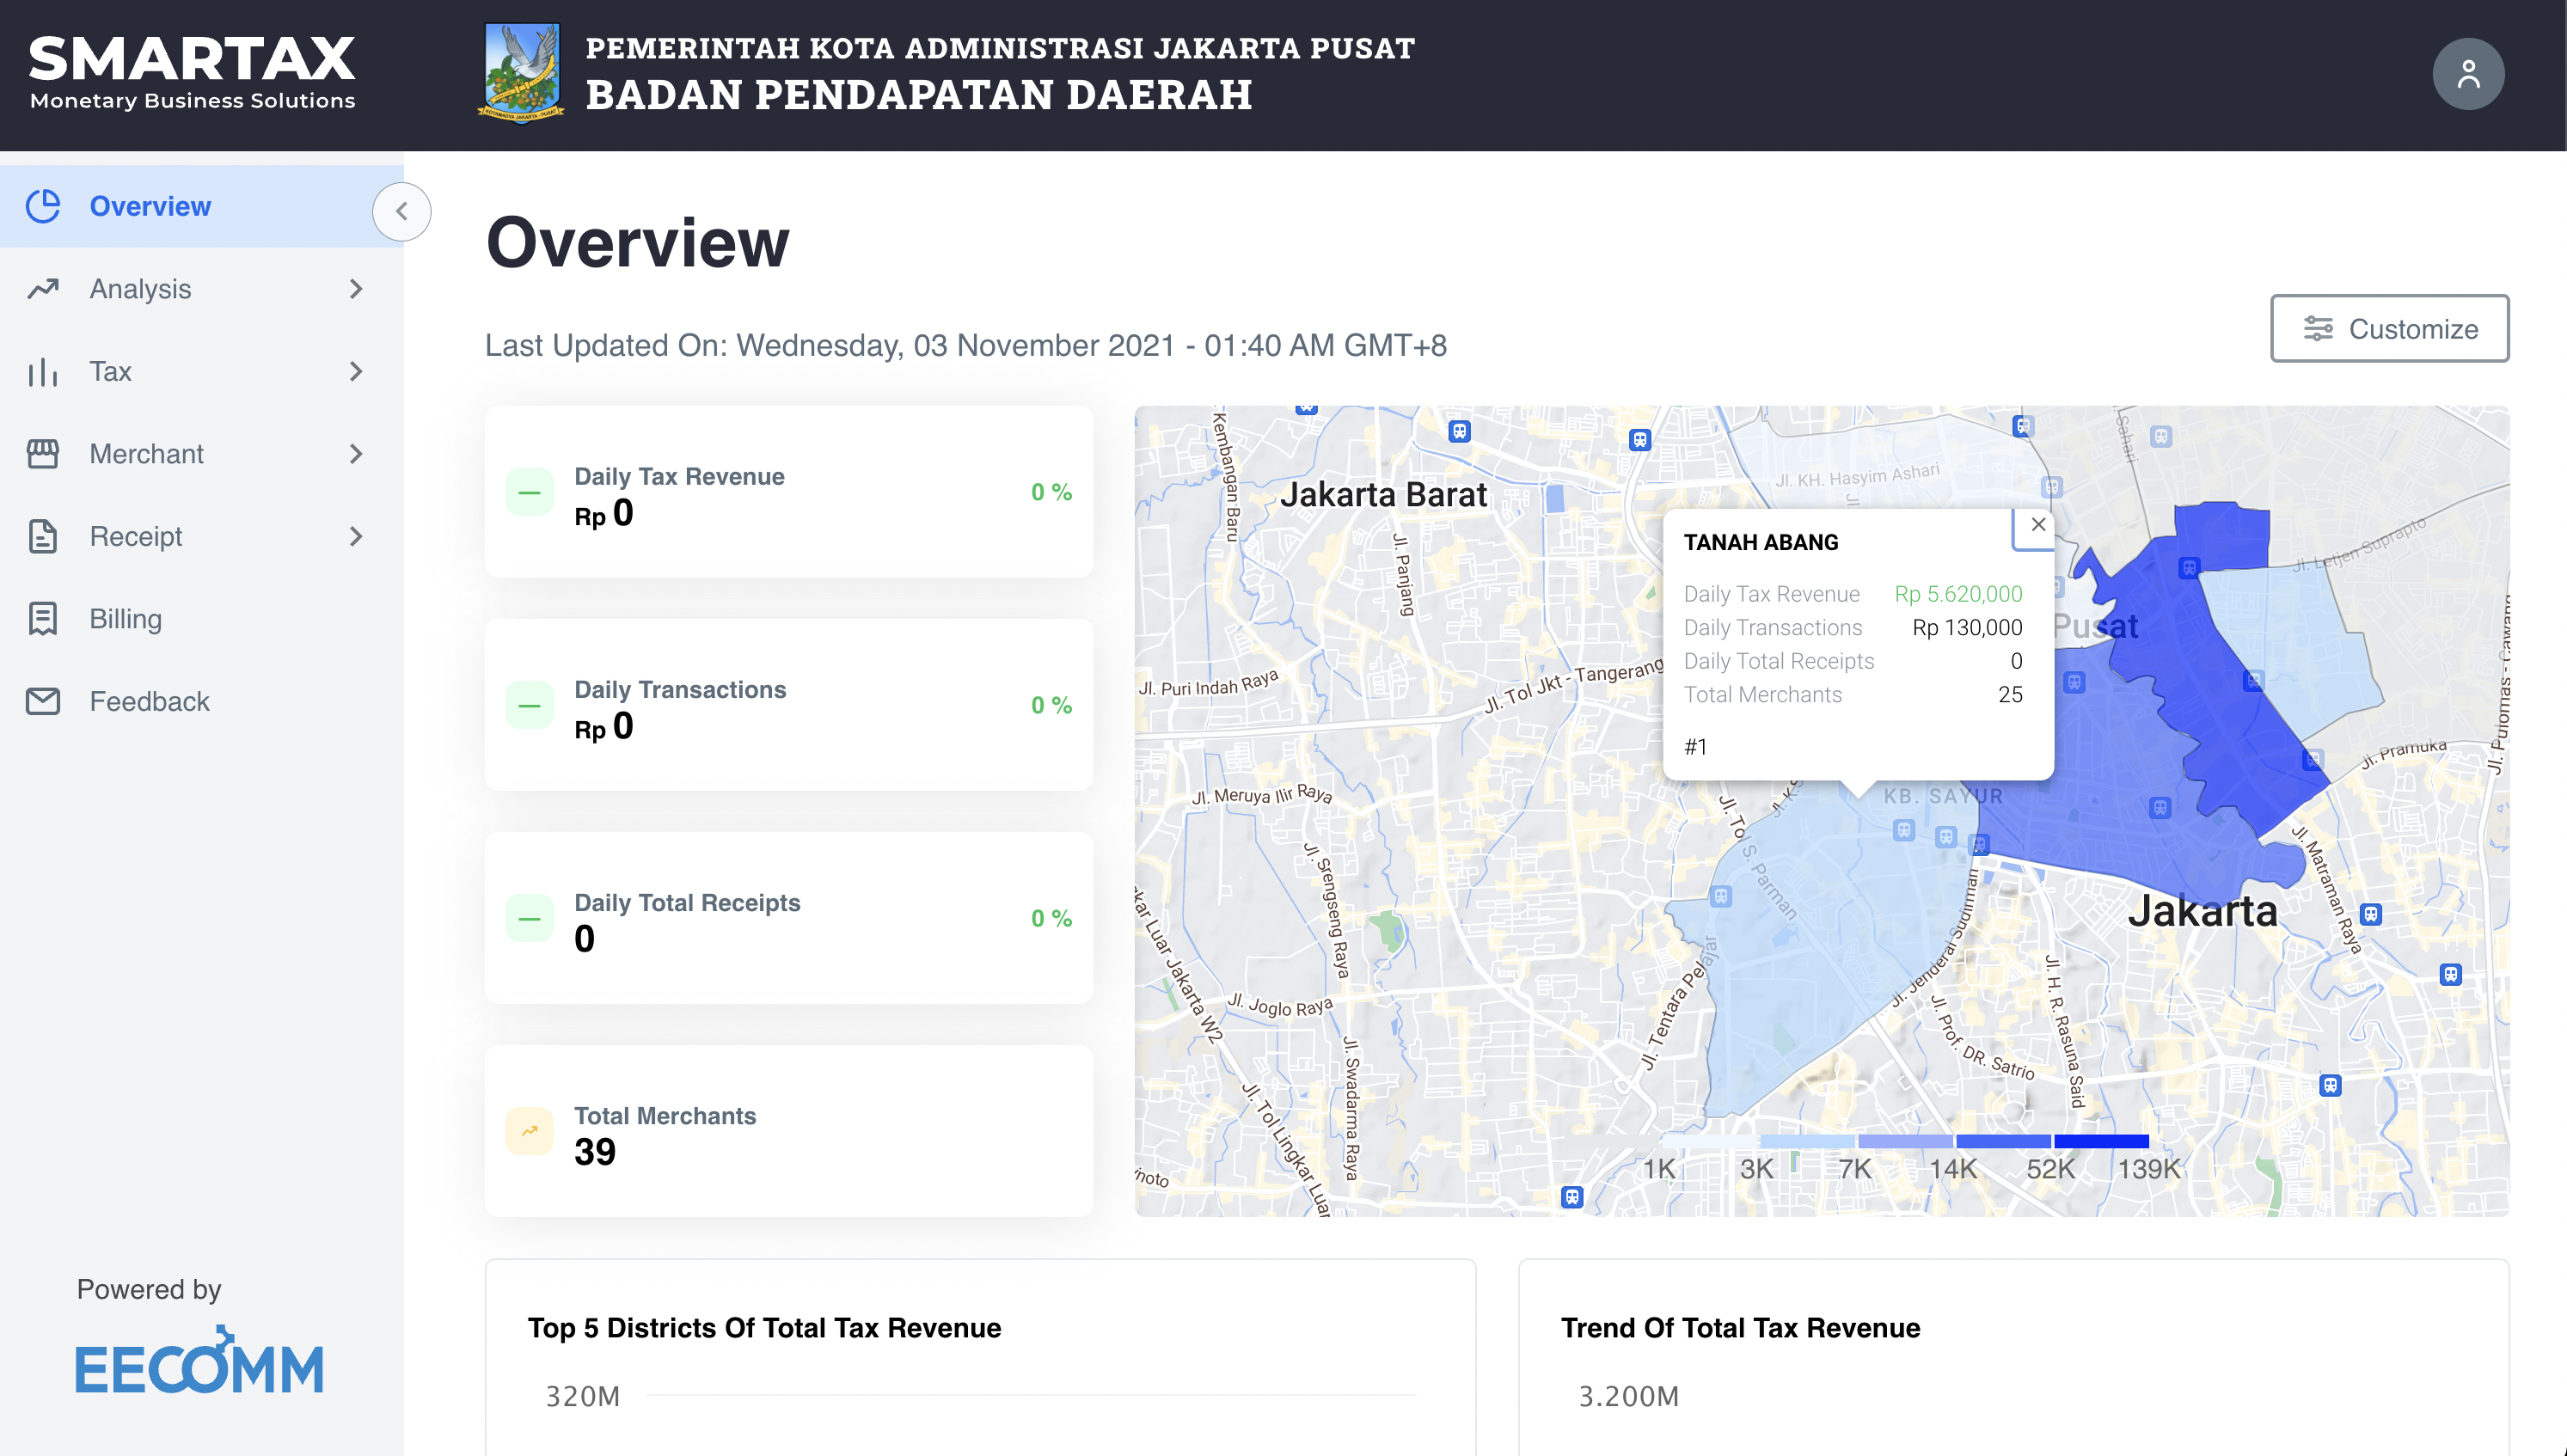 SMARTAX
Monetary Business Solutions
PEMERINTAH KOTA ADMINISTRASI JAKARTA PUSAT
BADAN PENDAPATAN DAERAH
Overview
Analysis
Tax
Merchant
Receipt
Billing
Feedback
Powered by
EECOMM
Overview
Last Updated On: Wednesday, 03 November 2021 - 01:40 AM GMT+8
Customize
Daily Tax Revenue
Rp 0
0 %
Daily Transactions
Rp 0
0 %
Daily Total Receipts
0
0 %
Total Merchants
39
Kembangan Baru
Jakarta Barat
Jl. KH. Hasyim Ashari
Sahari
Jl. Letjen Suprapto
Jl. Panjang
TANAH ABANG
Daily Tax Revenue Rp 5.620,000
Daily Transactions Rp 130,000
Daily Total Receipts 0
Total Merchants 25
#1
Pusat
Jl. Puri Indah Raya
Jl. Tol Jkt - Tangerang
Jl. Pramuka
Jl. Meruya Ilir Raya
KB. SAYUR
Jl. Tol S. Parman
Jl. Srengseng Raya
Jl. Matraman Raya
Jakarta
kar Luar Jakarta W2
Jl. Joglo Raya
Jl. Tentara Pelajar
Jl. Jenderal Sudirman
Jl. Prof. DR. Satrio
Jl. H. R. Rasuna Said
Jl. Swadarma Raya
Jl. Tol Lingkar Luar
noto
1K 3K 7K 14K 52K 139K
Top 5 Districts Of Total Tax Revenue
320M
Trend Of Total Tax Revenue
3.200M